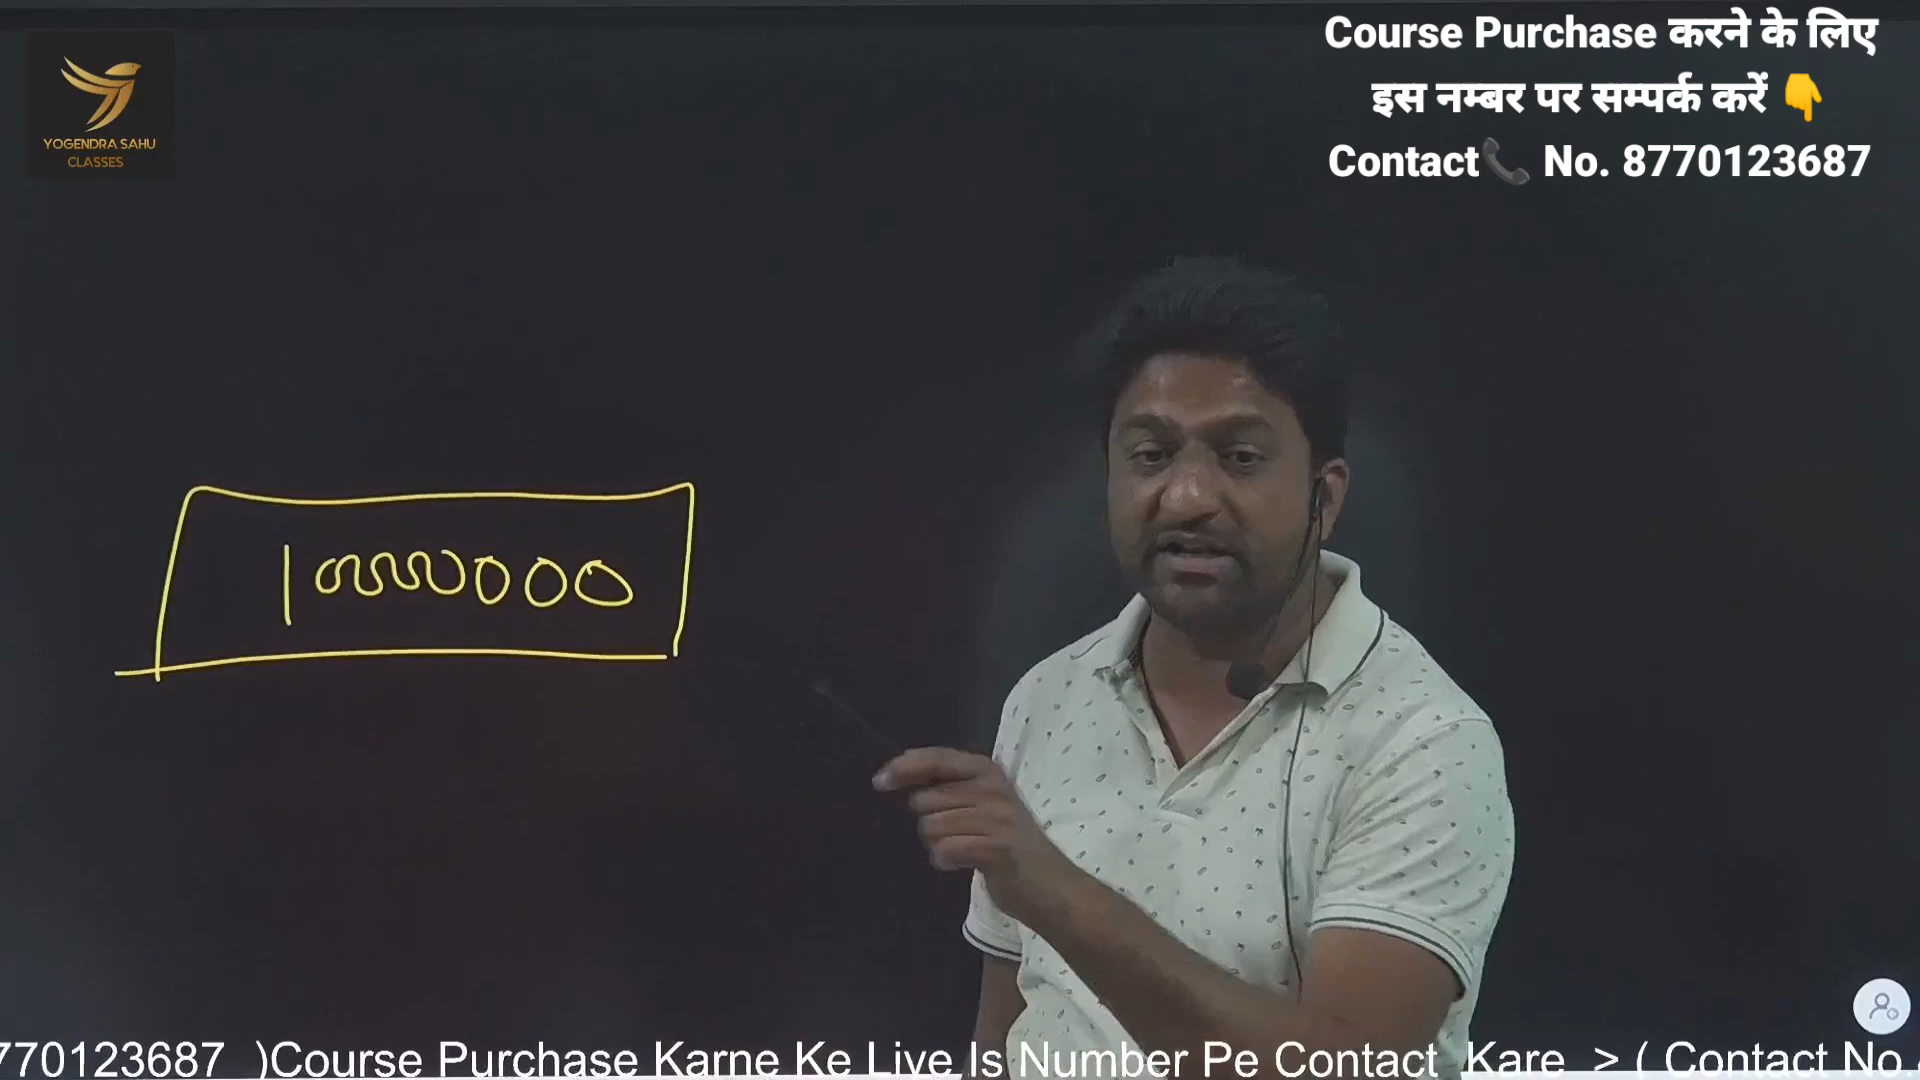 Course Purchase करने के लिए
इस नम्बर पर सम्पर्क करें 👇
Contact📞 No. 8770123687
YOGENDRA SAHU
CLASSES
770123687 )Course Purchase Karne Ke Live Is Number Pe Contact Kare > ( Contact No.